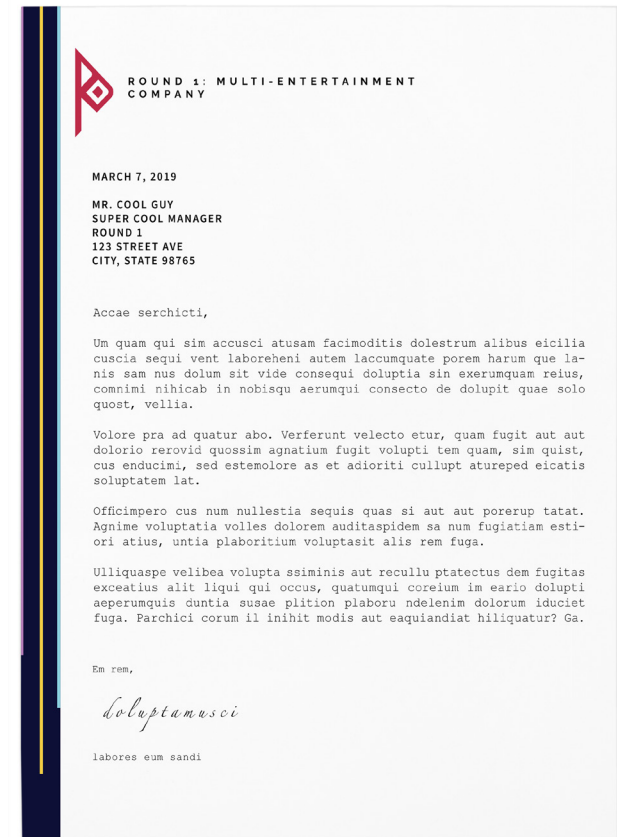 ROUND 1: MULTI-ENTERTAINMENT
COMPANY
MARCH 7, 2019
MR. COOL GUY
SUPER COOL MANAGER
ROUND 1
123 STREET AVE
CITY, STATE 98765
Accae serchicti,
Um quam qui sim accusci atusam facimoditis dolestrum alibus eicilia
cuscia sequi vent laboreheni autem laccumquate porem harum que la-
nis sam nus dolum sit vide consequi doluptia sin exerumquam reius,
comnimi nihicab in nobisqu aerumqui consecto de dolupit quae solo
quost, vellia.
Volore pra ad quatur abo. Verferunt velecto etur, quam fugit aut aut
dolorio rerovid quossim agnatium fugit volupti tem quam, sim quist,
cus enducimi, sed estemolore as et adioriti cullupt atureped eicatis
soluptatem lat.
Officimpero cus num nullestia sequis quas si aut aut porerup tatat.
Agnime voluptatia volles dolorem auditaspidem sa num fugiatiam esti-
ori atius, untia plaboritium voluptasit alis rem fuga.
Ulliquaspe velibea volupta ssiminis aut recullu ptatectus dem fugitas
exceatius alit liqui qui occus, quatumqui coreium im eario dolupti
aeperumquis duntia susae plition plaboru ndelenim dolorum iduciet
fuga. Parchici corum il inihit modis aut eaquiandiat hiliquatur? Ga.
Em rem,
doluptamusci
labores eum sandi